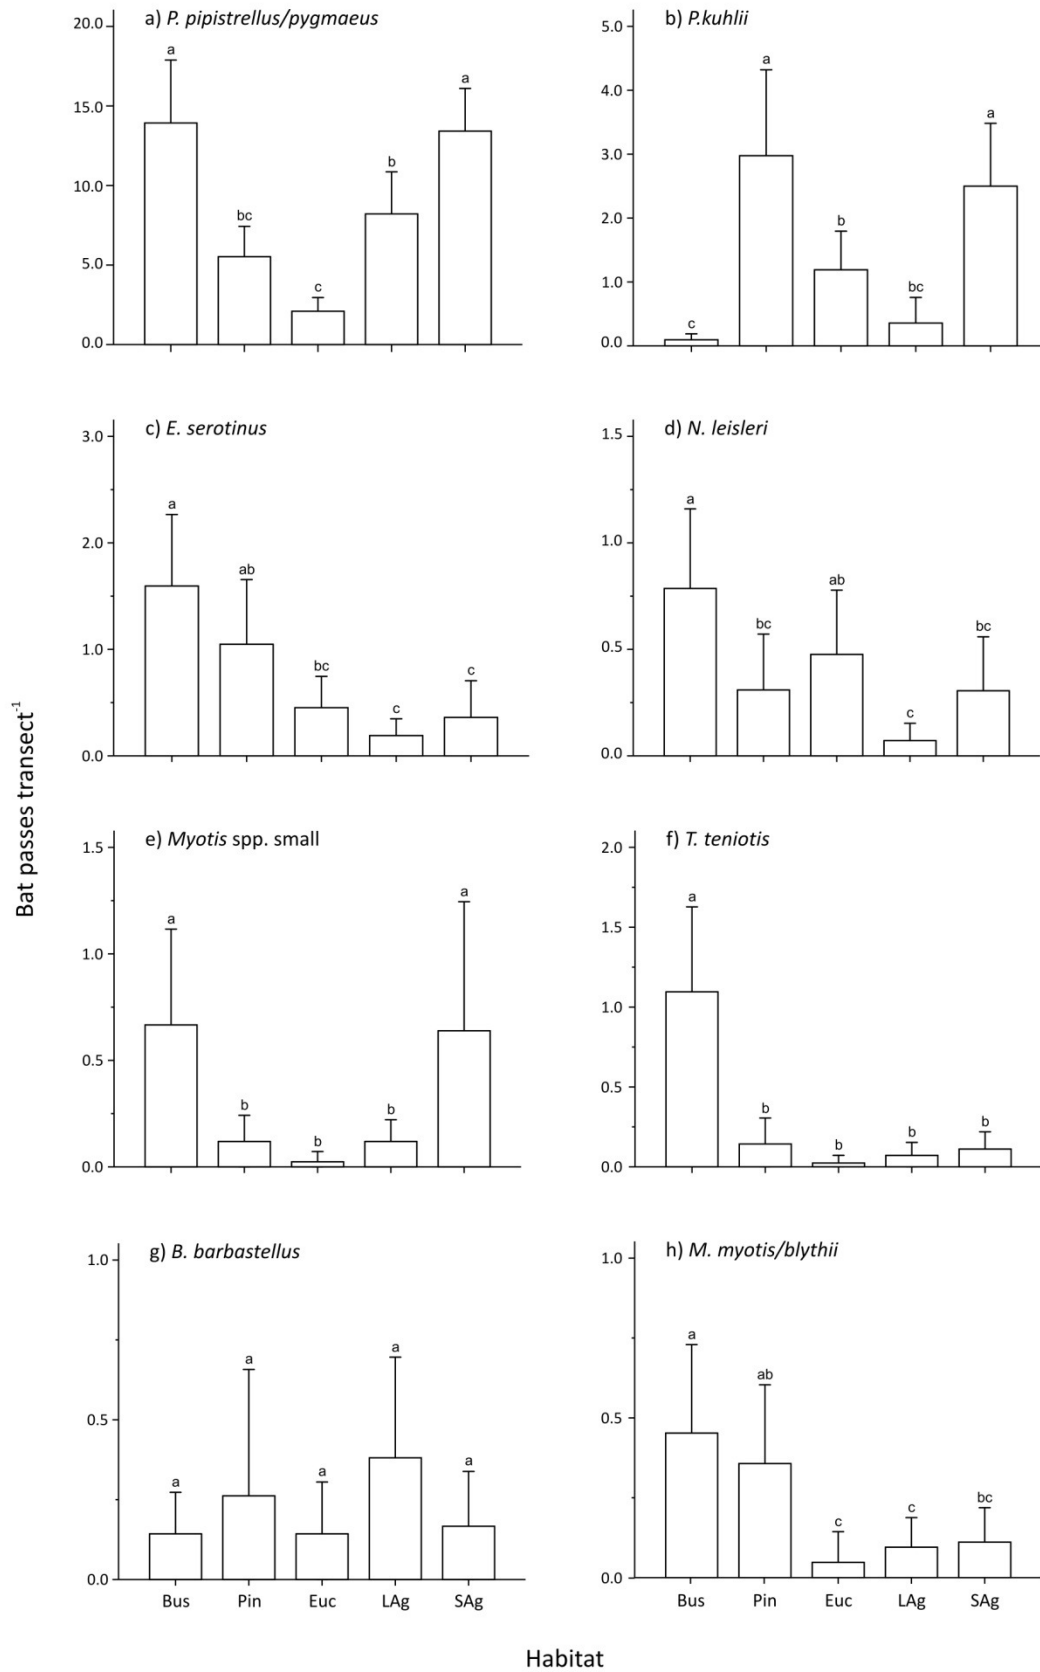 a) P. pipistrellus/pygmaeus
20.0
15.0
10.0
5.0
0.0
a
bc
c
b
a
b) P.kuhlii
5.0
4.0
3.0
2.0
1.0
0.0
c
a
b
bc
a
c) E. serotinus
3.0
2.0
1.0
0.0
a
ab
bc
c
c
d) N. leisleri
1.5
1.0
0.5
0.0
a
bc
ab
c
bc
Bat passes transect⁻¹
e) Myotis spp. small
1.5
1.0
0.5
0.0
a
b
b
b
a
f) T. teniotis
2.0
1.5
1.0
0.5
0.0
a
b
b
b
b
g) B. barbastellus
1.0
0.5
0.0
a
a
a
a
a
Bus Pin Euc LAg SAg
h) M. myotis/blythii
1.0
0.5
0.0
a
ab
c
c
bc
Bus Pin Euc LAg SAg
Habitat